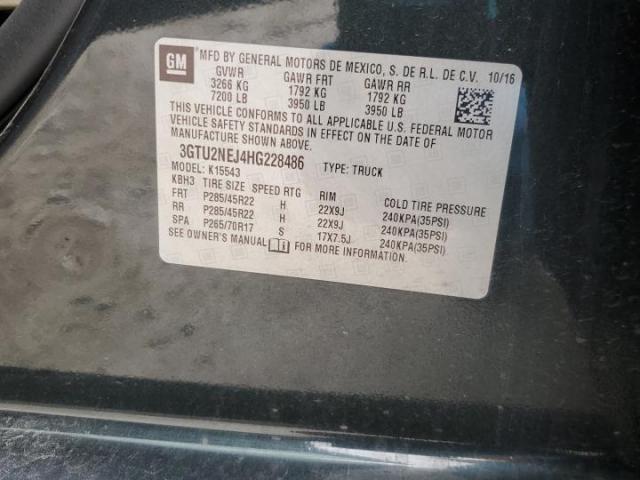 GM
MFD BY GENERAL MOTORS DE MEXICO, S. DE R.L. DE C.V. 10/16
GVWR GAWR FRT GAWR RR
3266 KG 1792 KG 1792 KG
7200 LB 3950 LB 3950 LB
THIS VEHICLE CONFORMS TO ALL APPLICABLE U.S. FEDERAL MOTOR
VEHICLE SAFETY STANDARDS IN EFFECT ON THE DATE OF
MANUFACTURE SHOWN ABOVE.
3GTU2NEJ4HG228486 TYPE: TRUCK
MODEL: K15543
KBH3 TIRE SIZE SPEED RTG RIM COLD TIRE PRESSURE
FRT P285/45R22 H 22X9J 240KPA(35PSI)
RR P285/45R22 H 22X9J 240KPA(35PSI)
SPA P265/70R17 S 17X7.5J 240KPA(35PSI)
SEE OWNER'S MANUAL FOR MORE INFORMATION.